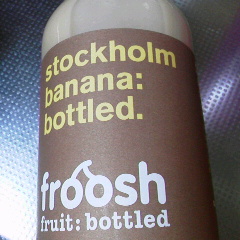 stockholm
banana:
bottled.
froosh
fruit: bottled